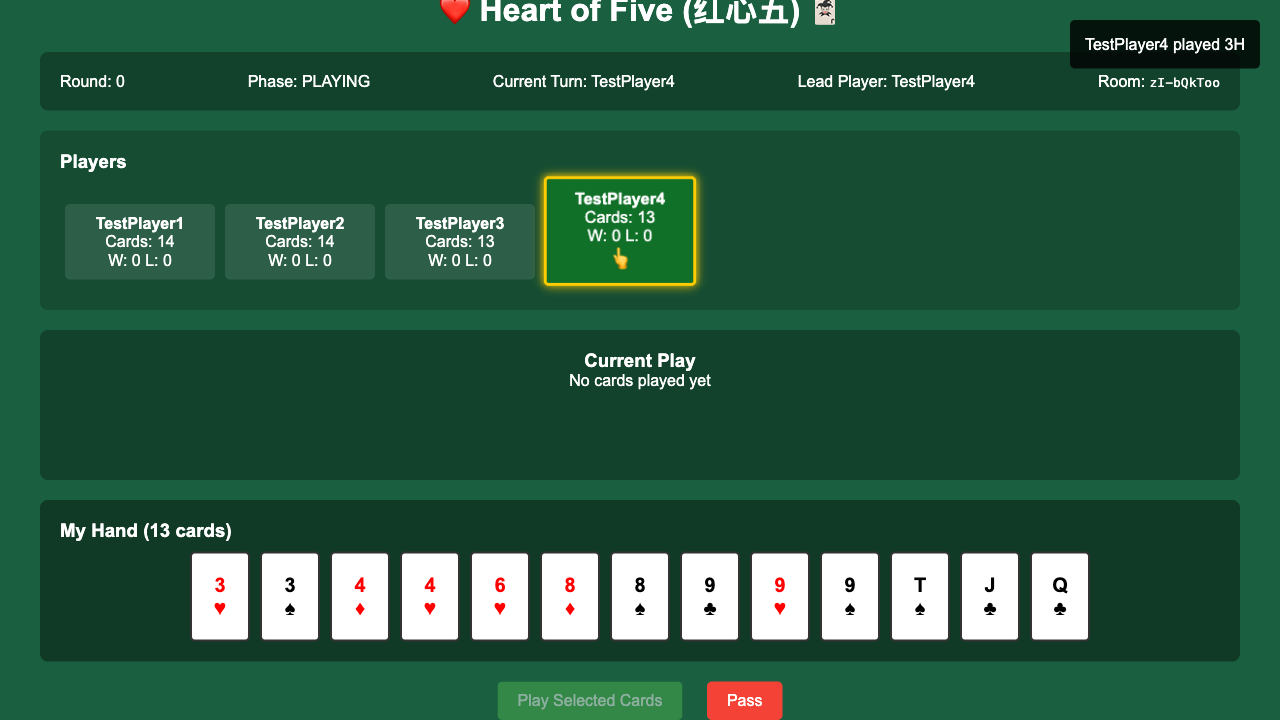 ❤️ Heart of Five (红心五) 🃏
TestPlayer4 played 3H
Round: 0
Phase: PLAYING
Current Turn: TestPlayer4
Lead Player: TestPlayer4
Room: zI-bQkToo
Players
TestPlayer1
Cards: 14
W: 0 L: 0
TestPlayer2
Cards: 14
W: 0 L: 0
TestPlayer3
Cards: 13
W: 0 L: 0
TestPlayer4
Cards: 13
W: 0 L: 0
👆
Current Play
No cards played yet
My Hand (13 cards)
3 3 4 4 6 8 8 9 9 9 T J Q
♥ ♠ ♦ ♥ ♥ ♦ ♠ ♣ ♥ ♠ ♠ ♣ ♣
Play Selected Cards
Pass